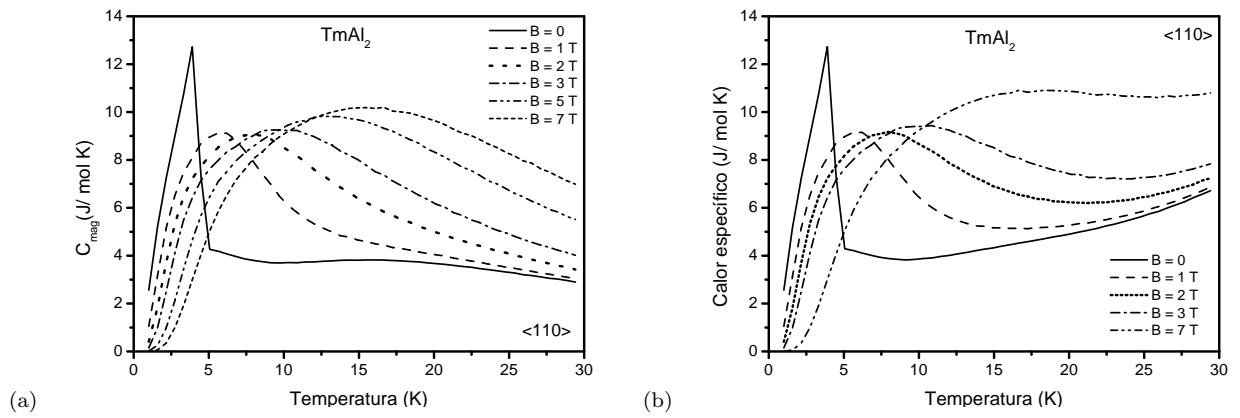 14
12
10
8
6
4
2
0
C_mag (J/ mol K)
TmAl_2
B = 0
B = 1 T
B = 2 T
B = 3 T
B = 5 T
B = 7 T
<110>
0 5 10 15 20 25 30
Temperatura (K)
(a)
14
12
10
8
6
4
2
0
Calor específico (J/ mol K)
TmAl_2
<110>
B = 0
B = 1 T
B = 2 T
B = 3 T
B = 7 T
0 5 10 15 20 25 30
Temperatura (K)
(b)